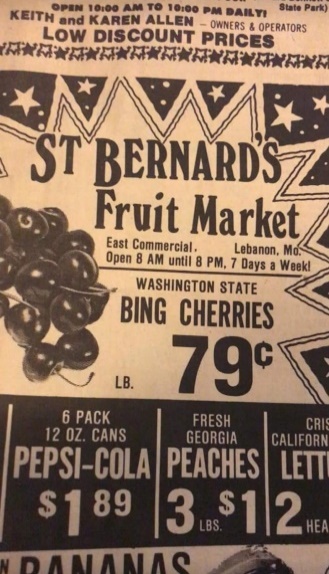 OPEN 10:00 AM TO 10:00 PM DAILY!
State Park)
KEITH and KAREN ALLEN – OWNERS & OPERATORS
LOW DISCOUNT PRICES
ST BERNARD'S
Fruit Market
East Commercial. Lebanon, Mo.
Open 8 AM until 8 PM, 7 Days a Week!
WASHINGTON STATE
BING CHERRIES
LB. 79¢
6 PACK
12 OZ. CANS
PEPSI-COLA
$1 89
FRESH
GEORGIA
PEACHES
3 LBS. $1
CRIS
CALIFORN
LETT
2 HEA
BANANAS